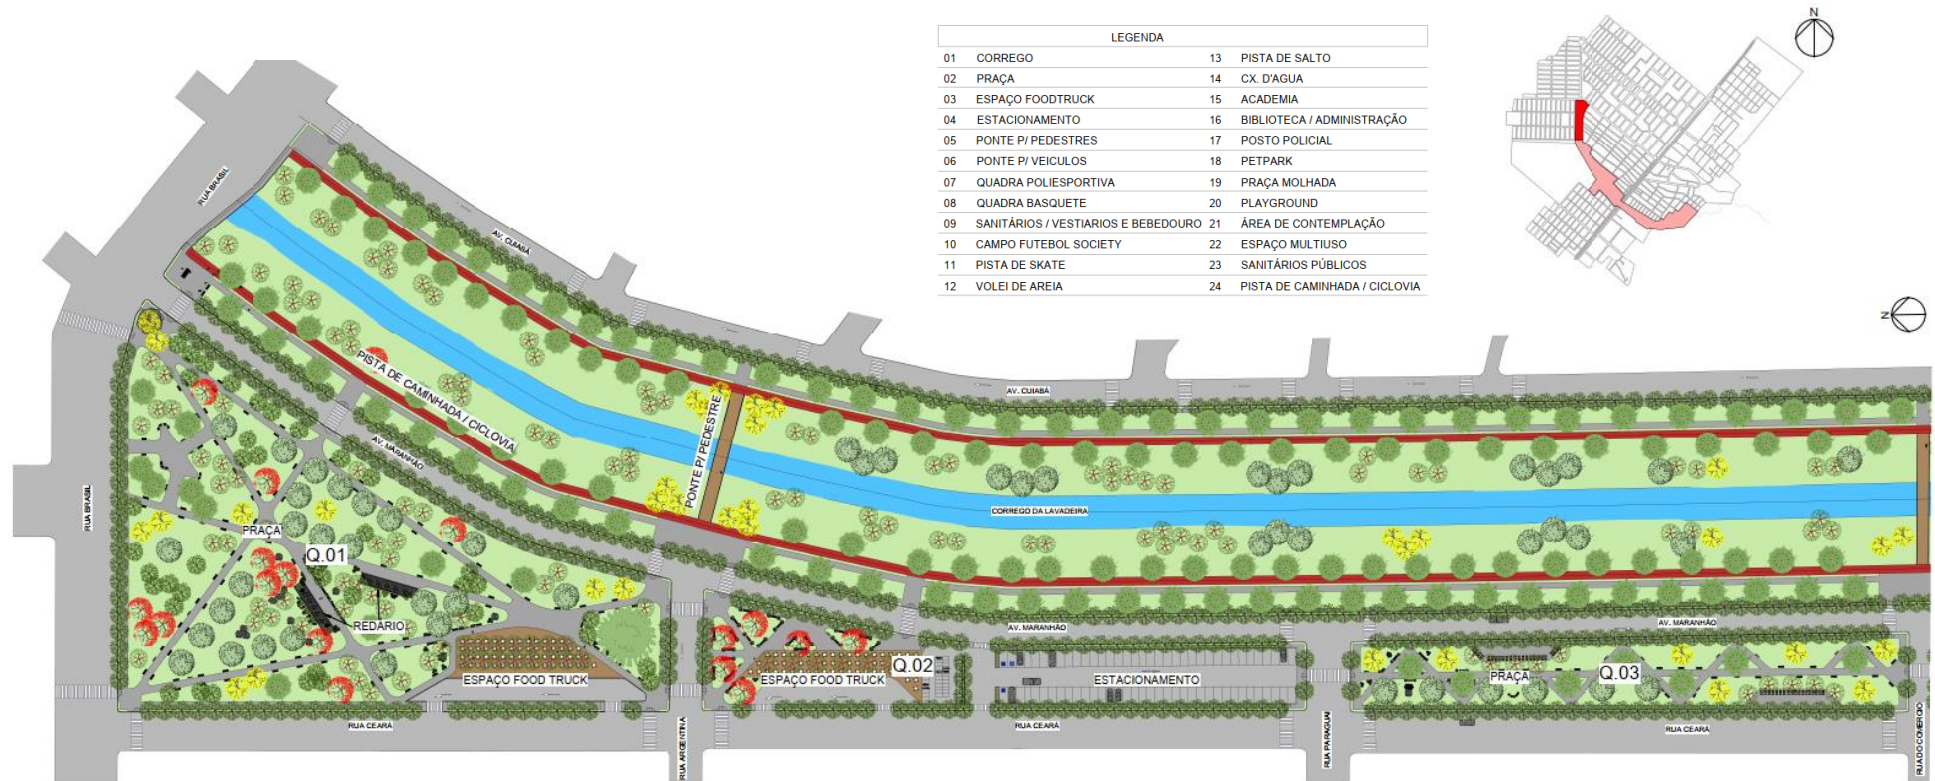 LEGENDA
01 CORREGO 13 PISTA DE SALTO
02 PRAÇA 14 CX. D'AGUA
03 ESPAÇO FOODTRUCK 15 ACADEMIA
04 ESTACIONAMENTO 16 BIBLIOTECA / ADMINISTRAÇÃO
05 PONTE P/ PEDESTRES 17 POSTO POLICIAL
06 PONTE P/ VEICULOS 18 PETPARK
07 QUADRA POLIESPORTIVA 19 PRAÇA MOLHADA
08 QUADRA BASQUETE 20 PLAYGROUND
09 SANITÁRIOS / VESTIARIOS E BEBEDOURO 21 ÁREA DE CONTEMPLAÇÃO
10 CAMPO FUTEBOL SOCIETY 22 ESPAÇO MULTIUSO
11 PISTA DE SKATE 23 SANITÁRIOS PÚBLICOS
12 VOLEI DE AREIA 24 PISTA DE CAMINHADA / CICLOVIA
N
N
RUA BRASIL
AV. CUIABÁ
AV. CUIABÁ
PISTA DE CAMINHADA / CICLOVIA
AV. MARANHÃO
PONTE P/ PEDESTRE
CORREGO DA LAVADEIRA
RUA BRASIL
PRAÇA
Q.01
REDÁRIO
ESPAÇO FOOD TRUCK
RUA CEARÁ
RUA ARGENTINA
Q.02
ESPAÇO FOOD TRUCK
AV. MARANHÃO
ESTACIONAMENTO
RUA CEARÁ
RUA PARAGUAI
AV. MARANHÃO
PRAÇA
Q.03
RUA CEARÁ
RUA DO COMERCIO